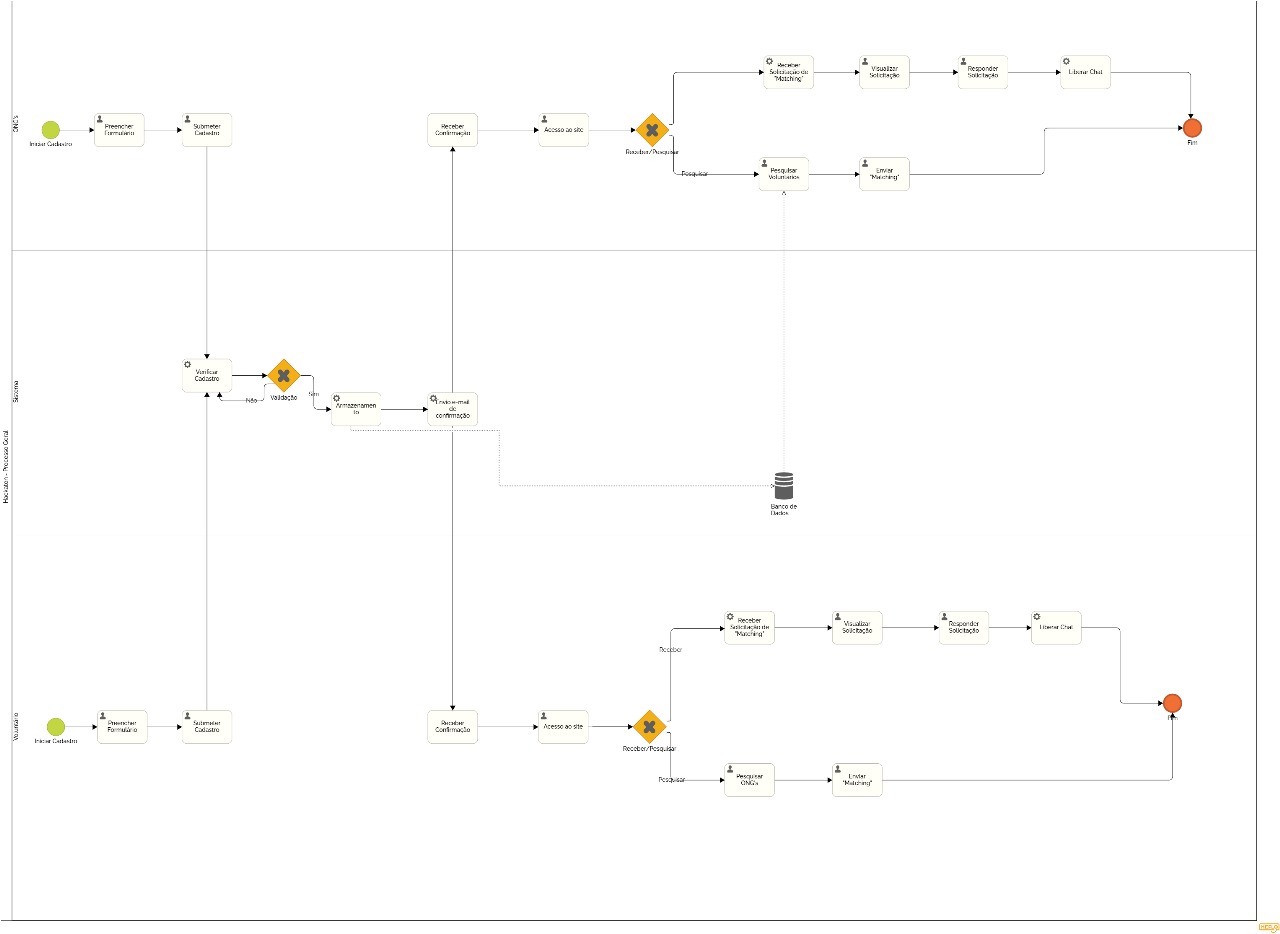 Hackaton - Processo Geral
ONG's
Iniciar Cadastro
Preencher
Formulário
Submeter
Cadastro
Receber
Confirmação
Acesso ao site
Receber/Pesquisar
Receber
Solicitação de
"Matching"
Visualizar
Solicitação
Responder
Solicitação
Liberar Chat
Pesquisar
Pesquisar
Voluntários
Enviar
"Matching"
Fim
Sistema
Verificar
Cadastro
Não
Validação
Sim
Armazenamen
to
Envio e-mail
de
confirmação
Banco de
Dados
Voluntário
Iniciar Cadastro
Preencher
Formulário
Submeter
Cadastro
Receber
Confirmação
Acesso ao site
Receber/Pesquisar
Receber
Receber
Solicitação de
"Matching"
Visualizar
Solicitação
Responder
Solicitação
Liberar Chat
Pesquisar
Pesquisar
ONG's
Enviar
"Matching"
Fim
HEFLO